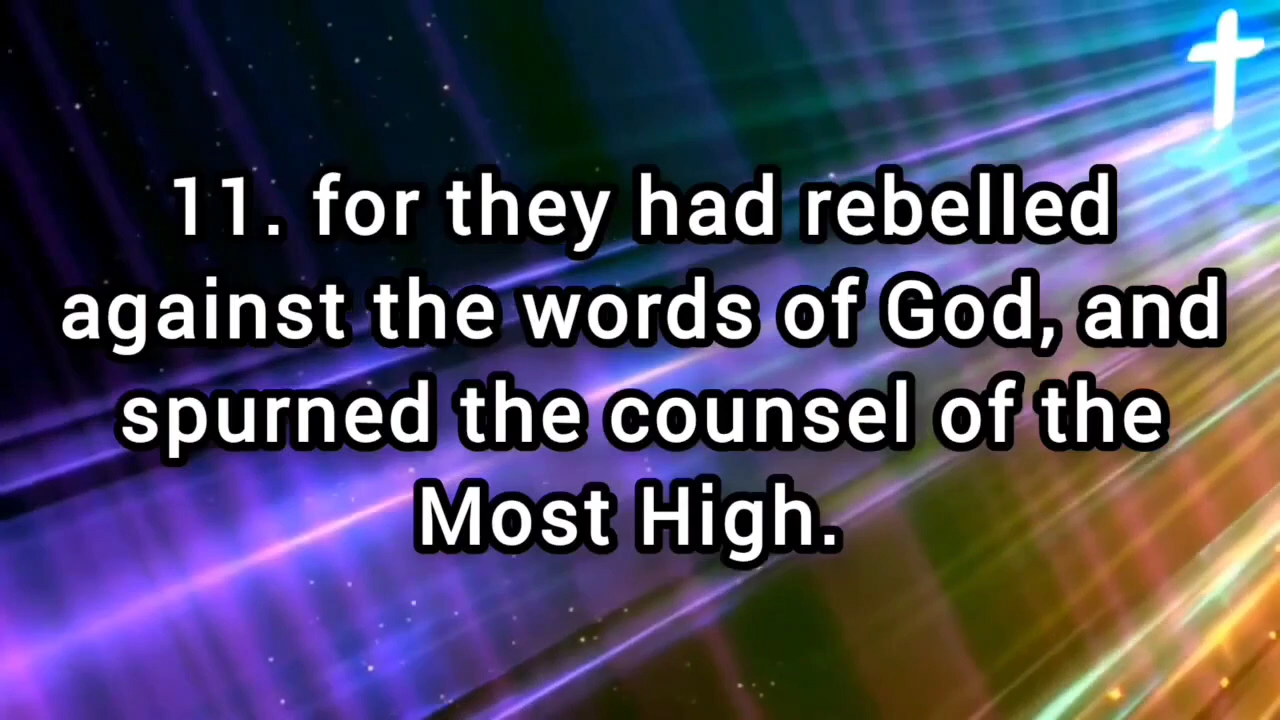 11. for they had rebelled
against the words of God, and
spurned the counsel of the
Most High.